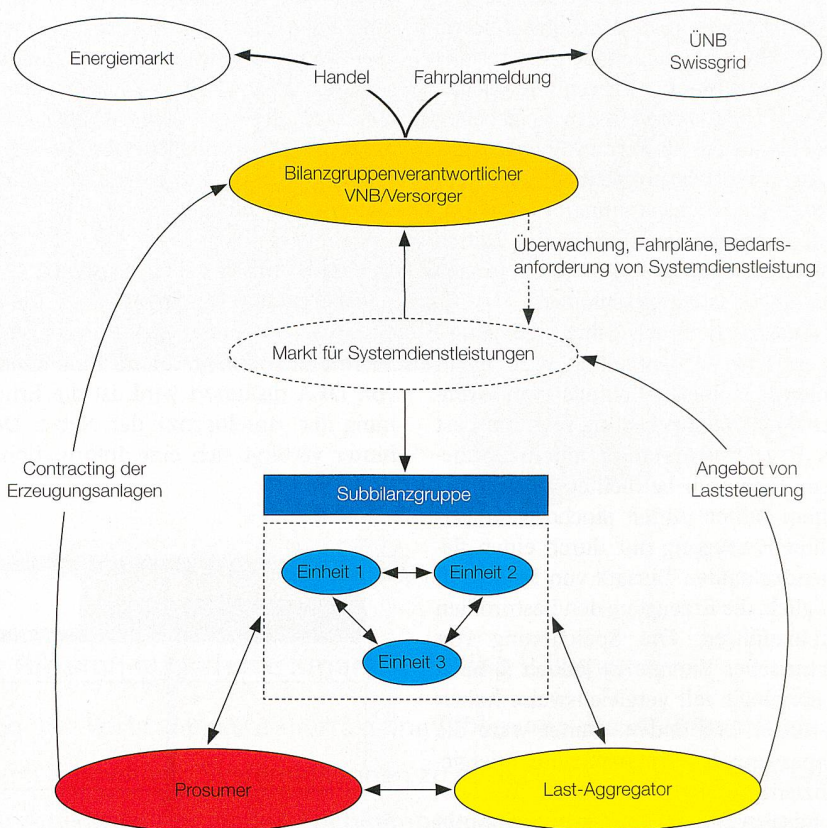 Energiemarkt
ÜNB
Swissgrid
Handel
Fahrplanmeldung
Bilanzgruppenverantwortlicher
VNB/Versorger
Überwachung, Fahrpläne, Bedarfs-
anforderung von Systemdienstleistung
Markt für Systemdienstleistungen
Contracting der
Erzeugungsanlagen
Angebot von
Laststeuerung
Subbilanzgruppe
Einheit 1
Einheit 2
Einheit 3
Prosumer
Last-Aggregator